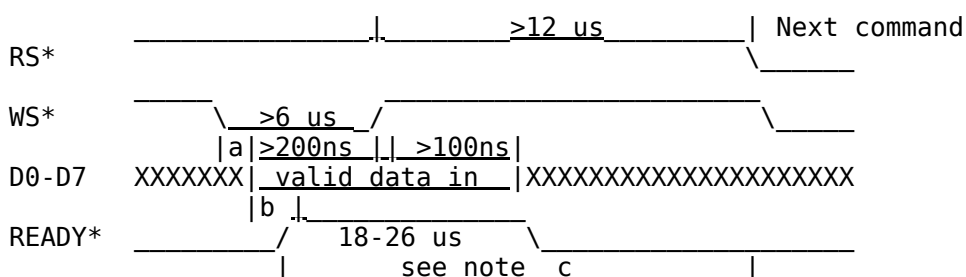 >12 us | Next command
RS*
WS* >6 us
|a|>200ns || >100ns|
D0-D7 XXXXXXX| valid data in |XXXXXXXXXXXXXXXXXXXXX
|b
READY* 18-26 us
| see note c |